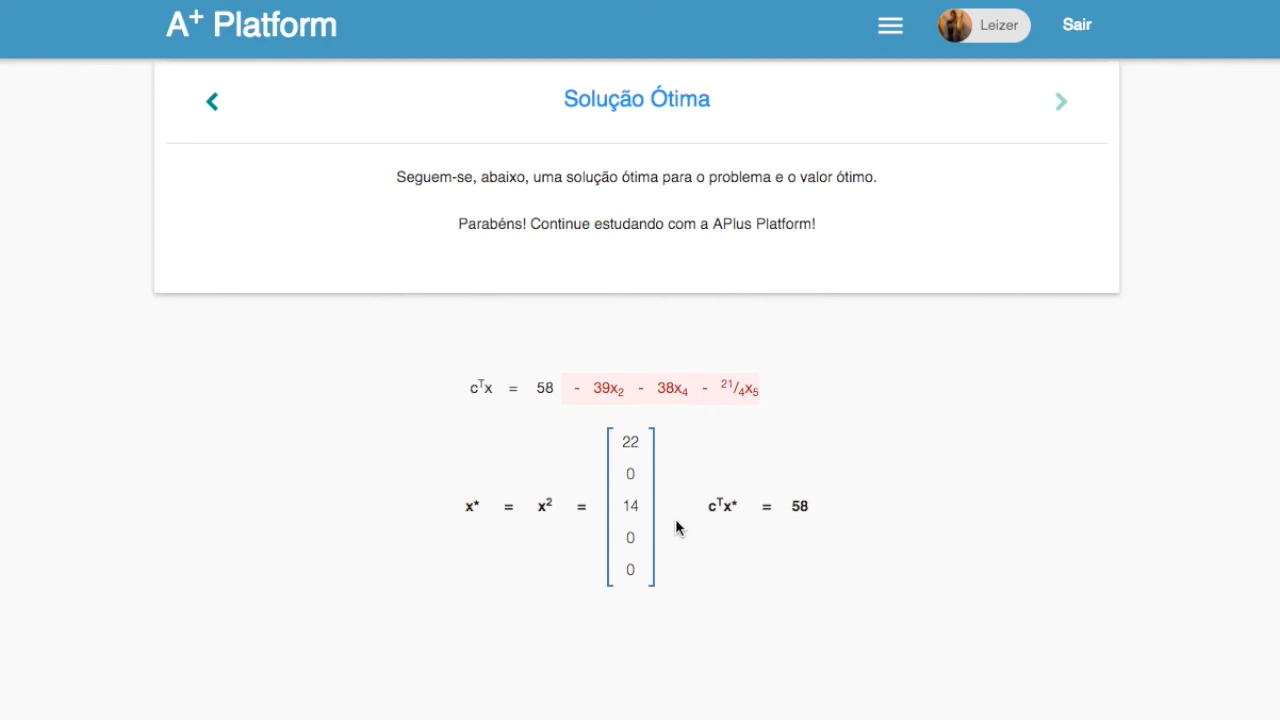 A⁺ Platform
Leizer
Sair
Solução Ótima
Seguem-se, abaixo, uma solução ótima para o problema e o valor ótimo.
Parabéns! Continue estudando com a APlus Platform!
cᵀx = 58 - 39x₂ - 38x₄ - ²¹/₄x₅
22
0
x* = x² = 14 cᵀx* = 58
0
0